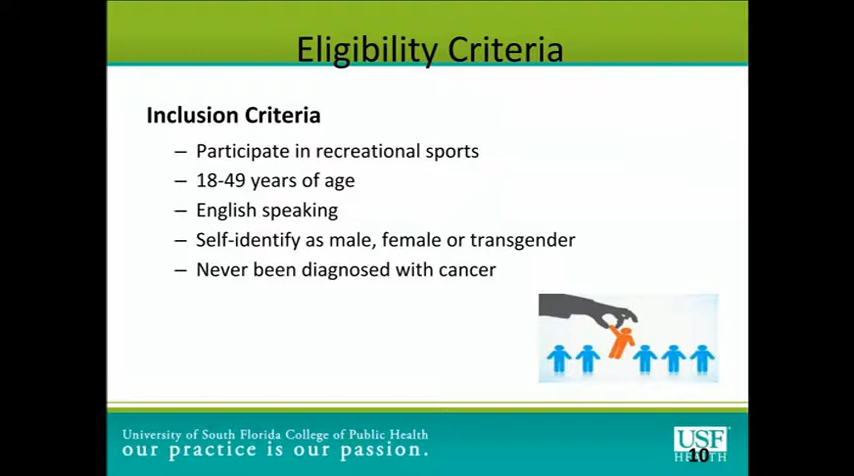 Eligibility Criteria
Inclusion Criteria
– Participate in recreational sports
– 18-49 years of age
– English speaking
– Self-identify as male, female or transgender
– Never been diagnosed with cancer
University of South Florida College of Public Health
our practice is our passion.
USF
HEALTH
10